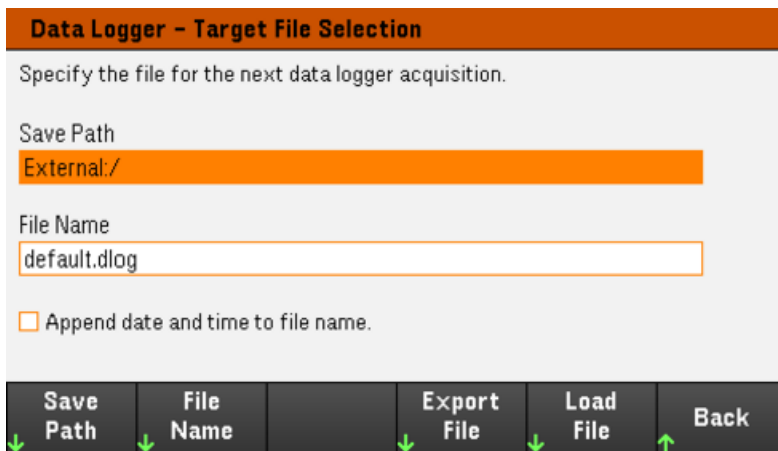 Data Logger - Target File Selection
Specify the file for the next data logger acquisition.
Save Path
External:/
File Name
default.dlog
Append date and time to file name.
Save Path
File Name
Export File
Load File
Back